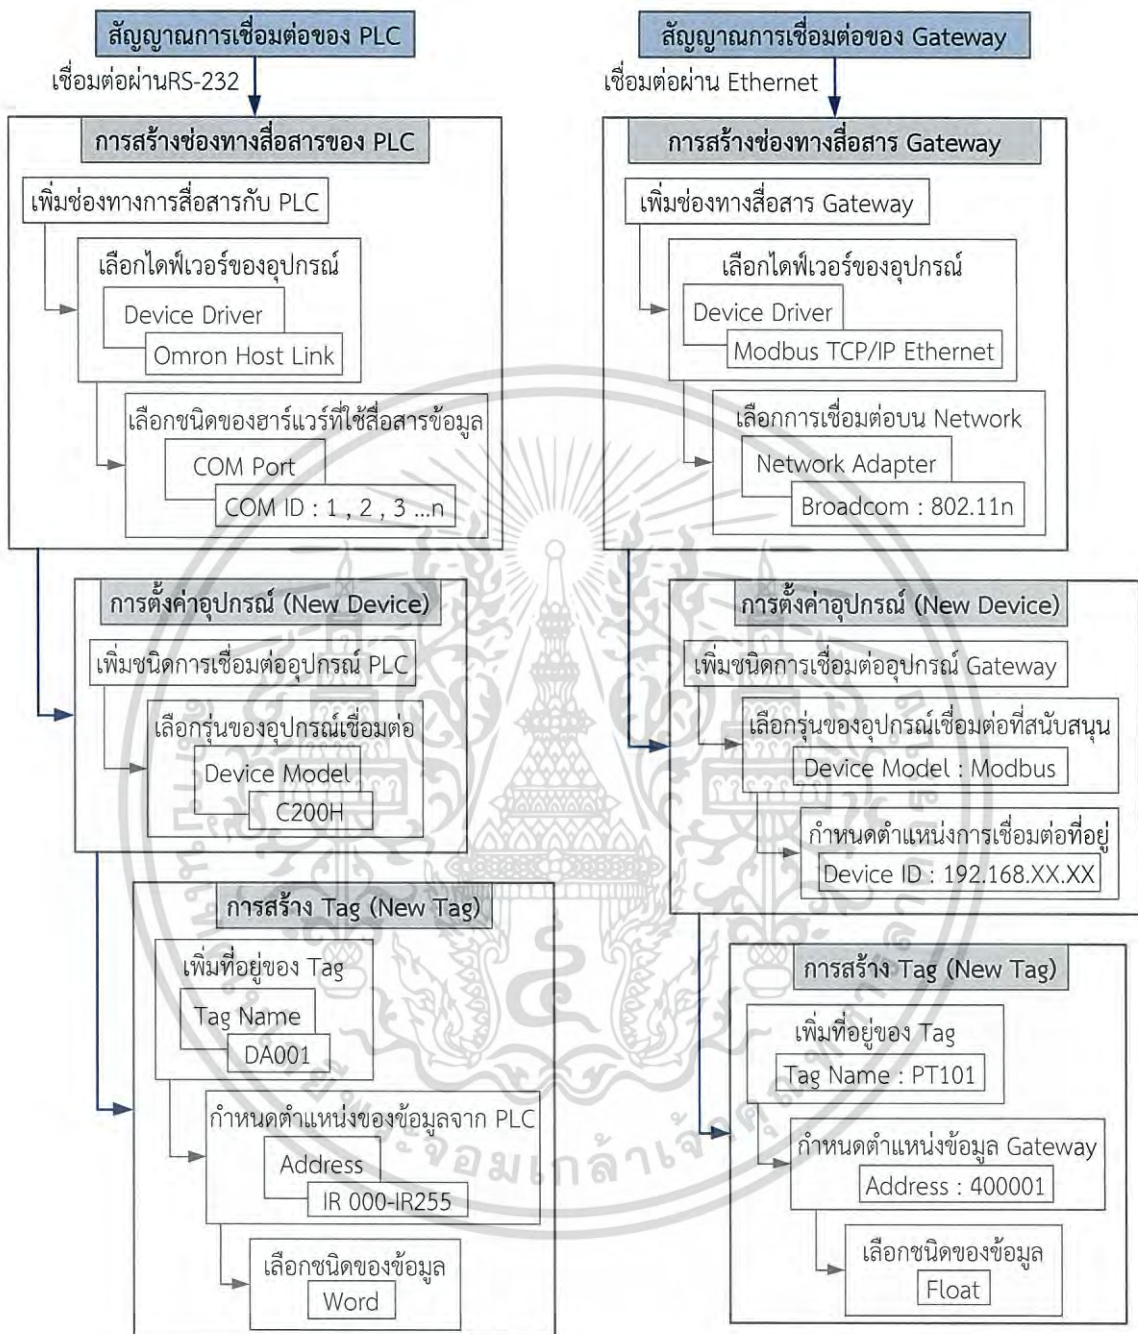 สัญญาณการเชื่อมต่อของ PLC
เชื่อมต่อผ่านRS-232
การสร้างช่องทางสื่อสารของ PLC
เพิ่มช่องทางการสื่อสารกับ PLC
เลือกไดฟ์เวอร์ของอุปกรณ์
Device Driver
Omron Host Link
เลือกชนิดของฮาร์แวร์ที่ใช้สื่อสารข้อมูล
COM Port
COM ID : 1 , 2 , 3 ...n
การตั้งค่าอุปกรณ์ (New Device)
เพิ่มชนิดการเชื่อมต่ออุปกรณ์ PLC
เลือกรุ่นของอุปกรณ์เชื่อมต่อ
Device Model
C200H
การสร้าง Tag (New Tag)
เพิ่มที่อยู่ของ Tag
Tag Name
DA001
กำหนดตำแหน่งของข้อมูลจาก PLC
Address
IR 000-IR255
เลือกชนิดของข้อมูล
Word
สัญญาณการเชื่อมต่อของ Gateway
เชื่อมต่อผ่าน Ethernet
การสร้างช่องทางสื่อสาร Gateway
เพิ่มช่องทางสื่อสาร Gateway
เลือกไดฟ์เวอร์ของอุปกรณ์
Device Driver
Modbus TCP/IP Ethernet
เลือกการเชื่อมต่อบน Network
Network Adapter
Broadcom : 802.11n
การตั้งค่าอุปกรณ์ (New Device)
เพิ่มชนิดการเชื่อมต่ออุปกรณ์ Gateway
เลือกรุ่นของอุปกรณ์เชื่อมต่อที่สนับสนุน
Device Model : Modbus
กำหนดตำแหน่งการเชื่อมต่อที่อยู่
Device ID : 192.168.XX.XX
การสร้าง Tag (New Tag)
เพิ่มที่อยู่ของ Tag
Tag Name : PT101
กำหนดตำแหน่งข้อมูล Gateway
Address : 400001
เลือกชนิดของข้อมูล
Float
พระจอมเกล้าเจ้าคุณทหาร